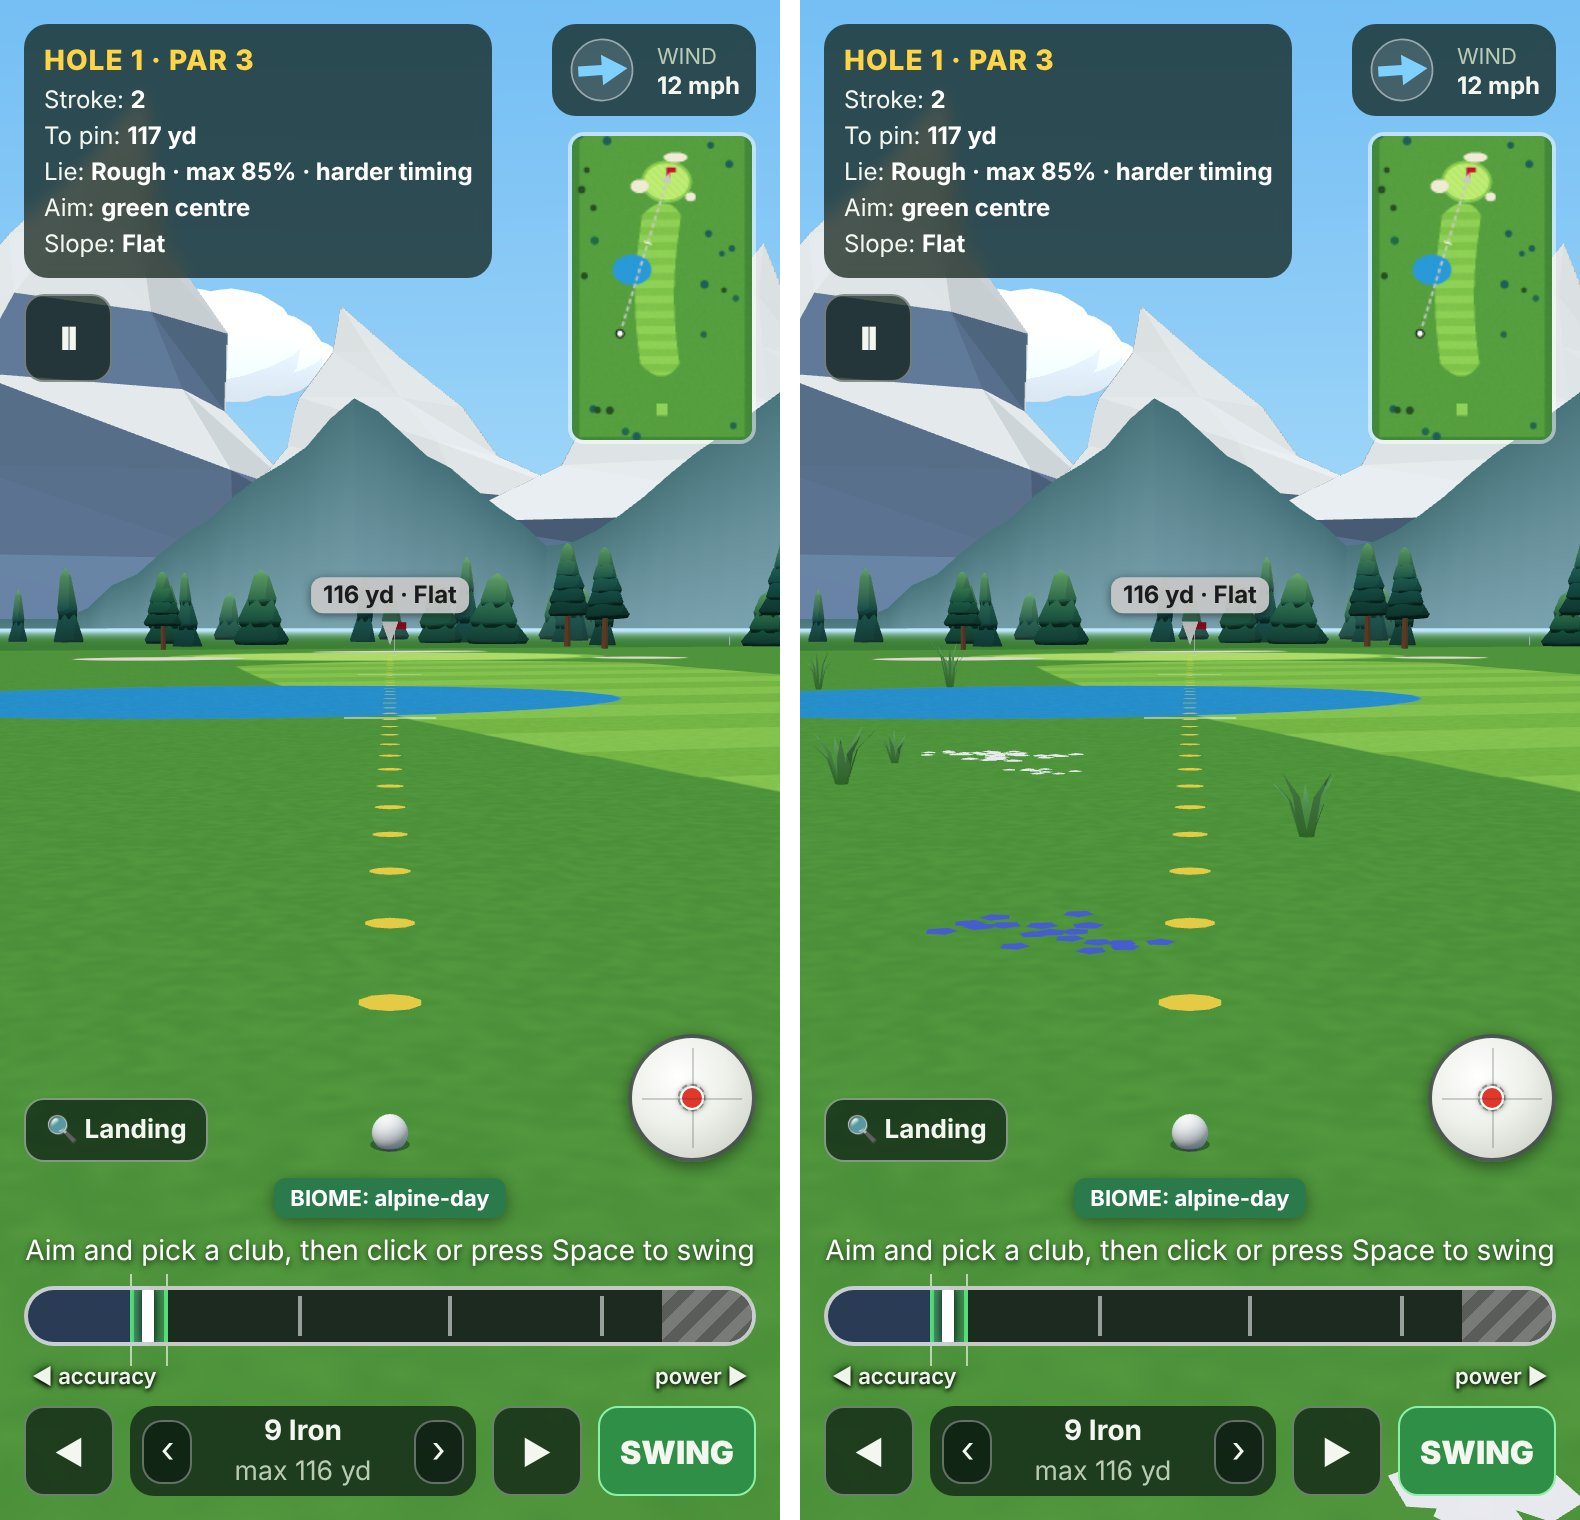 HOLE 1 · PAR 3
Stroke: 2
To pin: 117 yd
Lie: Rough · max 85% · harder timing
Aim: green centre
Slope: Flat
WIND
12 mph
116 yd · Flat
🔍 Landing
BIOME: alpine-day
Aim and pick a club, then click or press Space to swing
◀ accuracy
power ▶
◀
‹
9 Iron
max 116 yd
›
▶
SWING
HOLE 1 · PAR 3
Stroke: 2
To pin: 117 yd
Lie: Rough · max 85% · harder timing
Aim: green centre
Slope: Flat
WIND
12 mph
116 yd · Flat
🔍 Landing
BIOME: alpine-day
Aim and pick a club, then click or press Space to swing
◀ accuracy
power ▶
◀
‹
9 Iron
max 116 yd
›
▶
SWING